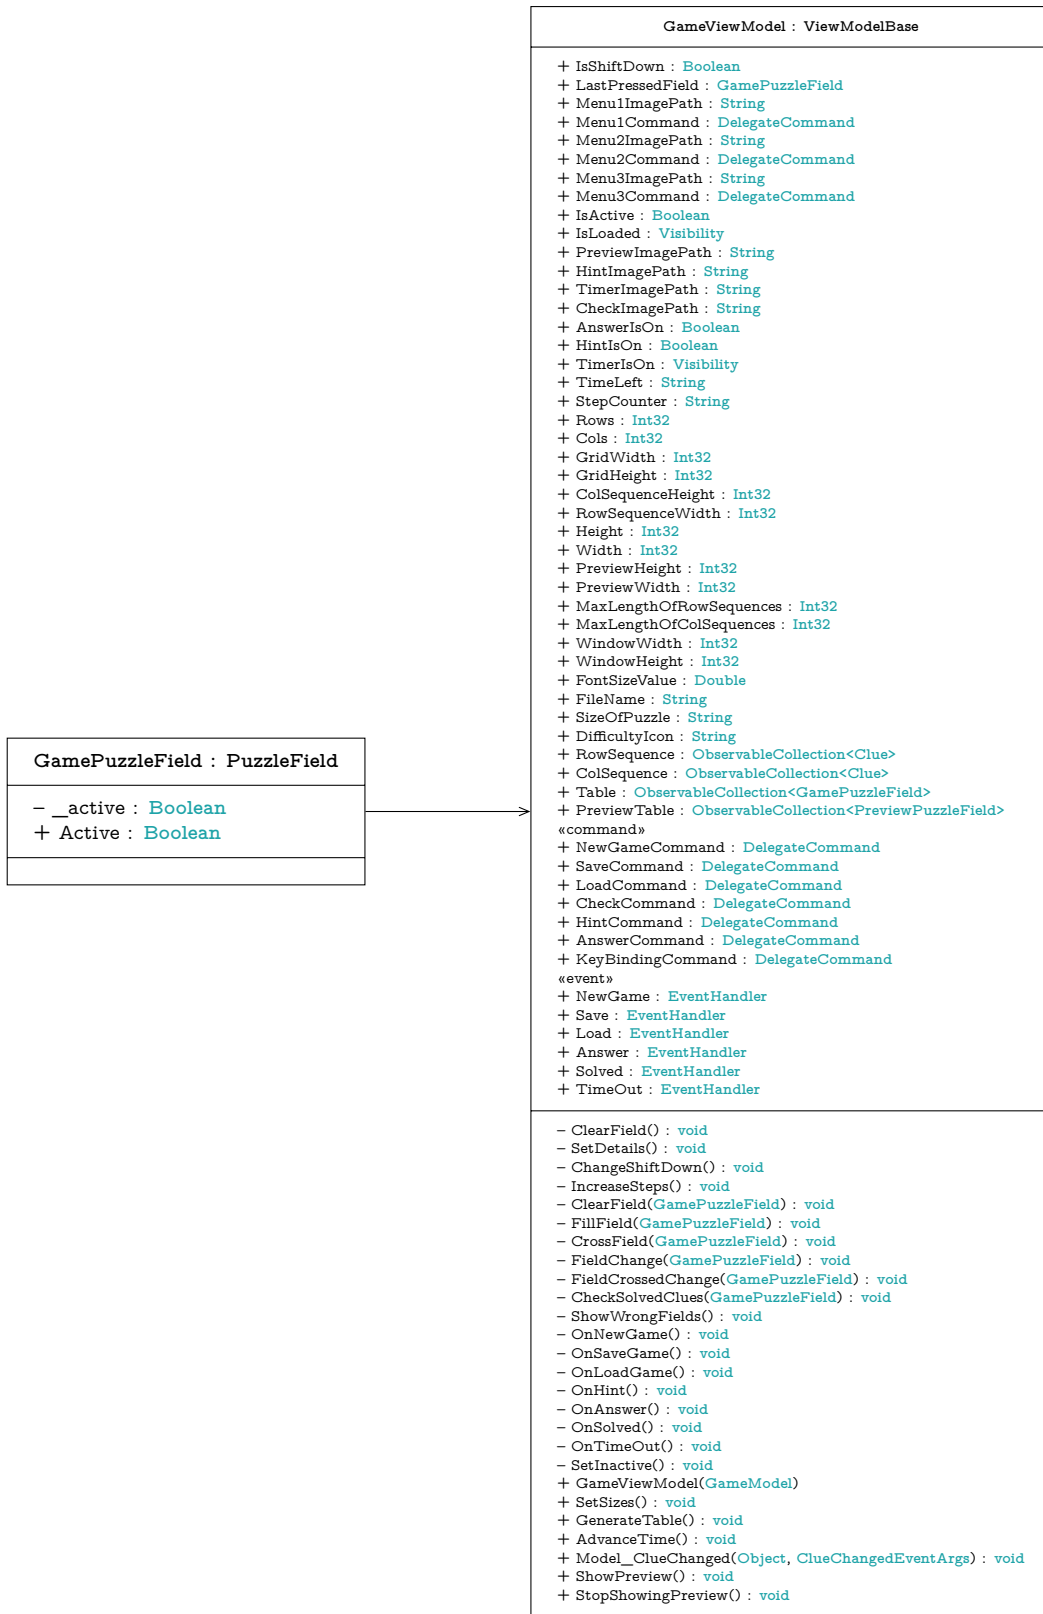 GameViewModel : ViewModelBase
+ IsShiftDown : Boolean
+ LastPressedField : GamePuzzleField
+ Menu1ImagePath : String
+ Menu1Command : DelegateCommand
+ Menu2ImagePath : String
+ Menu2Command : DelegateCommand
+ Menu3ImagePath : String
+ Menu3Command : DelegateCommand
+ IsActive : Boolean
+ IsLoaded : Visibility
+ PreviewImagePath : String
+ HintImagePath : String
+ TimerImagePath : String
+ CheckImagePath : String
+ AnswerIsOn : Boolean
+ HintIsOn : Boolean
+ TimerIsOn : Visibility
+ TimeLeft : String
+ StepCounter : String
+ Rows : Int32
+ Cols : Int32
+ GridWidth : Int32
+ GridHeight : Int32
+ ColSequenceHeight : Int32
+ RowSequenceWidth : Int32
+ Height : Int32
+ Width : Int32
+ PreviewHeight : Int32
+ PreviewWidth : Int32
+ MaxLengthOfRowSequences : Int32
+ MaxLengthOfColSequences : Int32
+ WindowWidth : Int32
+ WindowHeight : Int32
+ FontSizeValue : Double
+ FileName : String
+ SizeOfPuzzle : String
+ DifficultyIcon : String
+ RowSequence : ObservableCollection<Clue>
+ ColSequence : ObservableCollection<Clue>
+ Table : ObservableCollection<GamePuzzleField>
+ PreviewTable : ObservableCollection<PreviewPuzzleField>
«command»
+ NewGameCommand : DelegateCommand
+ SaveCommand : DelegateCommand
+ LoadCommand : DelegateCommand
+ CheckCommand : DelegateCommand
+ HintCommand : DelegateCommand
+ AnswerCommand : DelegateCommand
+ KeyBindingCommand : DelegateCommand
«event»
+ NewGame : EventHandler
+ Save : EventHandler
+ Load : EventHandler
+ Answer : EventHandler
+ Solved : EventHandler
+ TimeOut : EventHandler
– ClearField() : void
– SetDetails() : void
– ChangeShiftDown() : void
– IncreaseSteps() : void
– ClearField(GamePuzzleField) : void
– FillField(GamePuzzleField) : void
– CrossField(GamePuzzleField) : void
– FieldChange(GamePuzzleField) : void
– FieldCrossedChange(GamePuzzleField) : void
– CheckSolvedClues(GamePuzzleField) : void
– ShowWrongFields() : void
– OnNewGame() : void
– OnSaveGame() : void
– OnLoadGame() : void
– OnHint() : void
– OnAnswer() : void
– OnSolved() : void
– OnTimeOut() : void
– SetInactive() : void
+ GameViewModel(GameModel)
+ SetSizes() : void
+ GenerateTable() : void
+ AdvanceTime() : void
+ Model_ClueChanged(Object, ClueChangedEventArgs) : void
+ ShowPreview() : void
+ StopShowingPreview() : void
GamePuzzleField : PuzzleField
– _active : Boolean
+ Active : Boolean